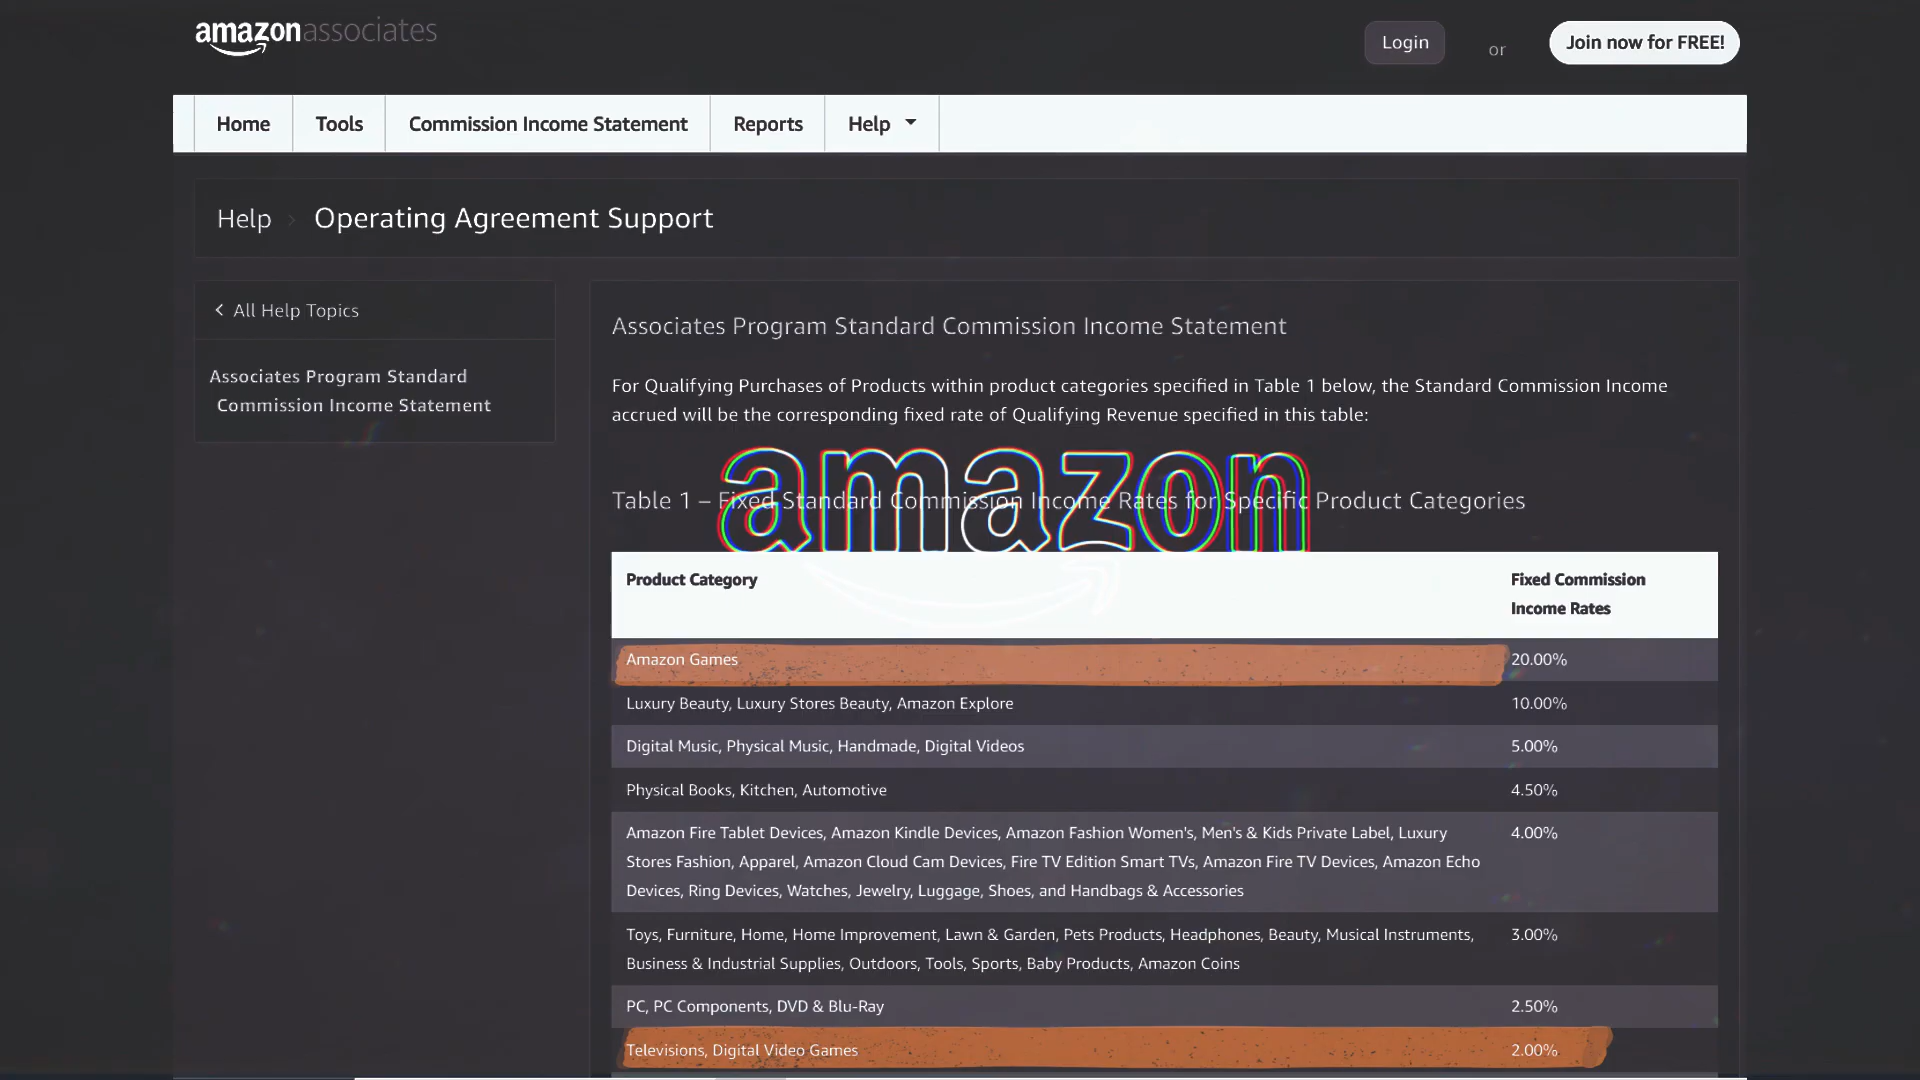 amazonassociates
Login
or
Join now for FREE!
Home
Tools
Commission Income Statement
Reports
Help
Help
Operating Agreement Support
All Help Topics
Associates Program Standard
Commission Income Statement
Associates Program Standard Commission Income Statement
For Qualifying Purchases of Products within product categories specified in Table 1 below, the Standard Commission Income
accrued will be the corresponding fixed rate of Qualifying Revenue specified in this table:
amazon
Table 1 – Fixed Standard Commission Income Rates for Specific Product Categories
Product Category
Fixed Commission
Income Rates
Amazon Games
20.00%
Luxury Beauty, Luxury Stores Beauty, Amazon Explore
10.00%
Digital Music, Physical Music, Handmade, Digital Videos
5.00%
Physical Books, Kitchen, Automotive
4.50%
Amazon Fire Tablet Devices, Amazon Kindle Devices, Amazon Fashion Women's, Men's & Kids Private Label, Luxury
4.00%
Stores Fashion, Apparel, Amazon Cloud Cam Devices, Fire TV Edition Smart TVs, Amazon Fire TV Devices, Amazon Echo
Devices, Ring Devices, Watches, Jewelry, Luggage, Shoes, and Handbags & Accessories
Toys, Furniture, Home, Home Improvement, Lawn & Garden, Pets Products, Headphones, Beauty, Musical Instruments,
3.00%
Business & Industrial Supplies, Outdoors, Tools, Sports, Baby Products, Amazon Coins
PC, PC Components, DVD & Blu-Ray
2.50%
Televisions, Digital Video Games
2.00%